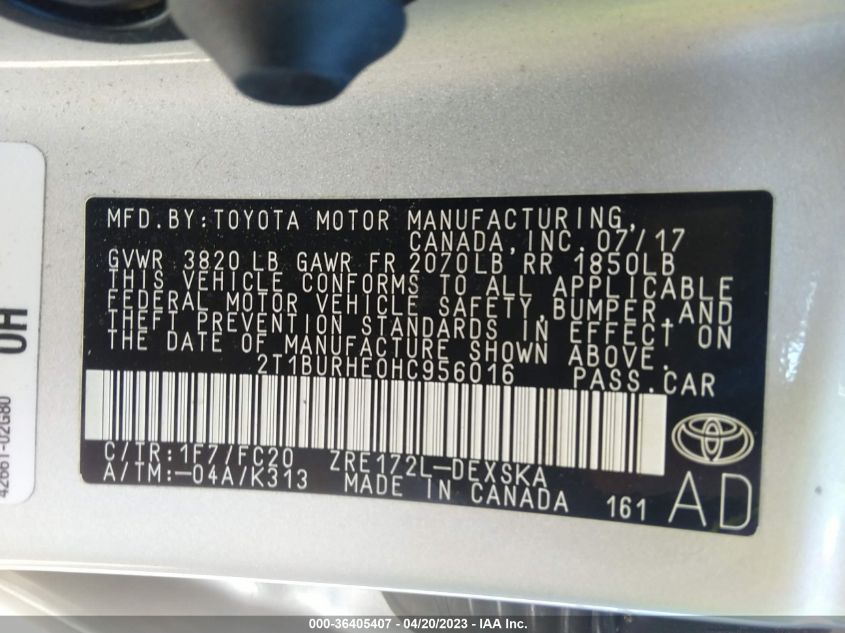 MFD.BY:TOYOTA MOTOR MANUFACTURING,
CANADA,INC. 07/17
GVWR 3820 LB GAWR FR 2070LB RR 1850LB
THIS VEHICLE CONFORMS TO ALL APPLICABLE
FEDERAL MOTOR VEHICLE SAFETY,BUMPER,AND
THEFT PREVENTION STANDARDS IN EFFECT ON
THE DATE OF MANUFACTURE SHOWN ABOVE.
2T1BURHE0HC956016 PASS.CAR
C/TR:1F7/FC20 ZRE172L-DEXSKA
A/TM:-04A/K313 MADE IN CANADA 161 AD
OH
42661-02G80
000-36405407 - 04/20/2023 - IAA Inc.